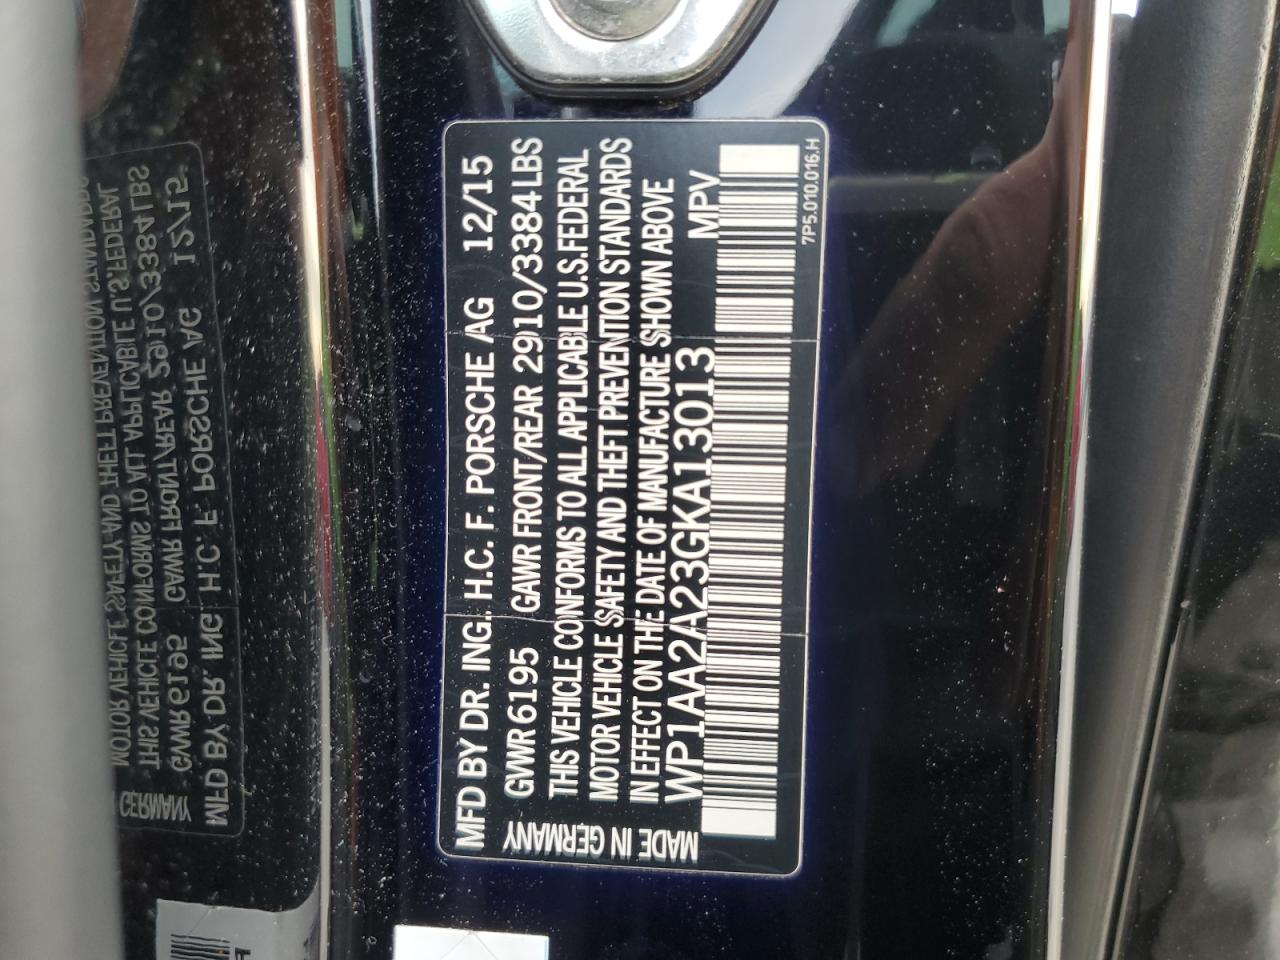 MFD BY DR. ING. H.C. F. PORSCHE AG 12/15
GVWR 6195 GAWR FRONT/REAR 2910/3384 LBS
THIS VEHICLE CONFORMS TO ALL APPLICABLE U.S.FEDERAL
MOTOR VEHICLE SAFETY AND THEFT PREVENTION STANDARDS
IN EFFECT ON THE DATE OF MANUFACTURE SHOWN ABOVE
WP1AA2A23GKA13013 MPV
MADE IN GERMANY
7P5.010.016.H